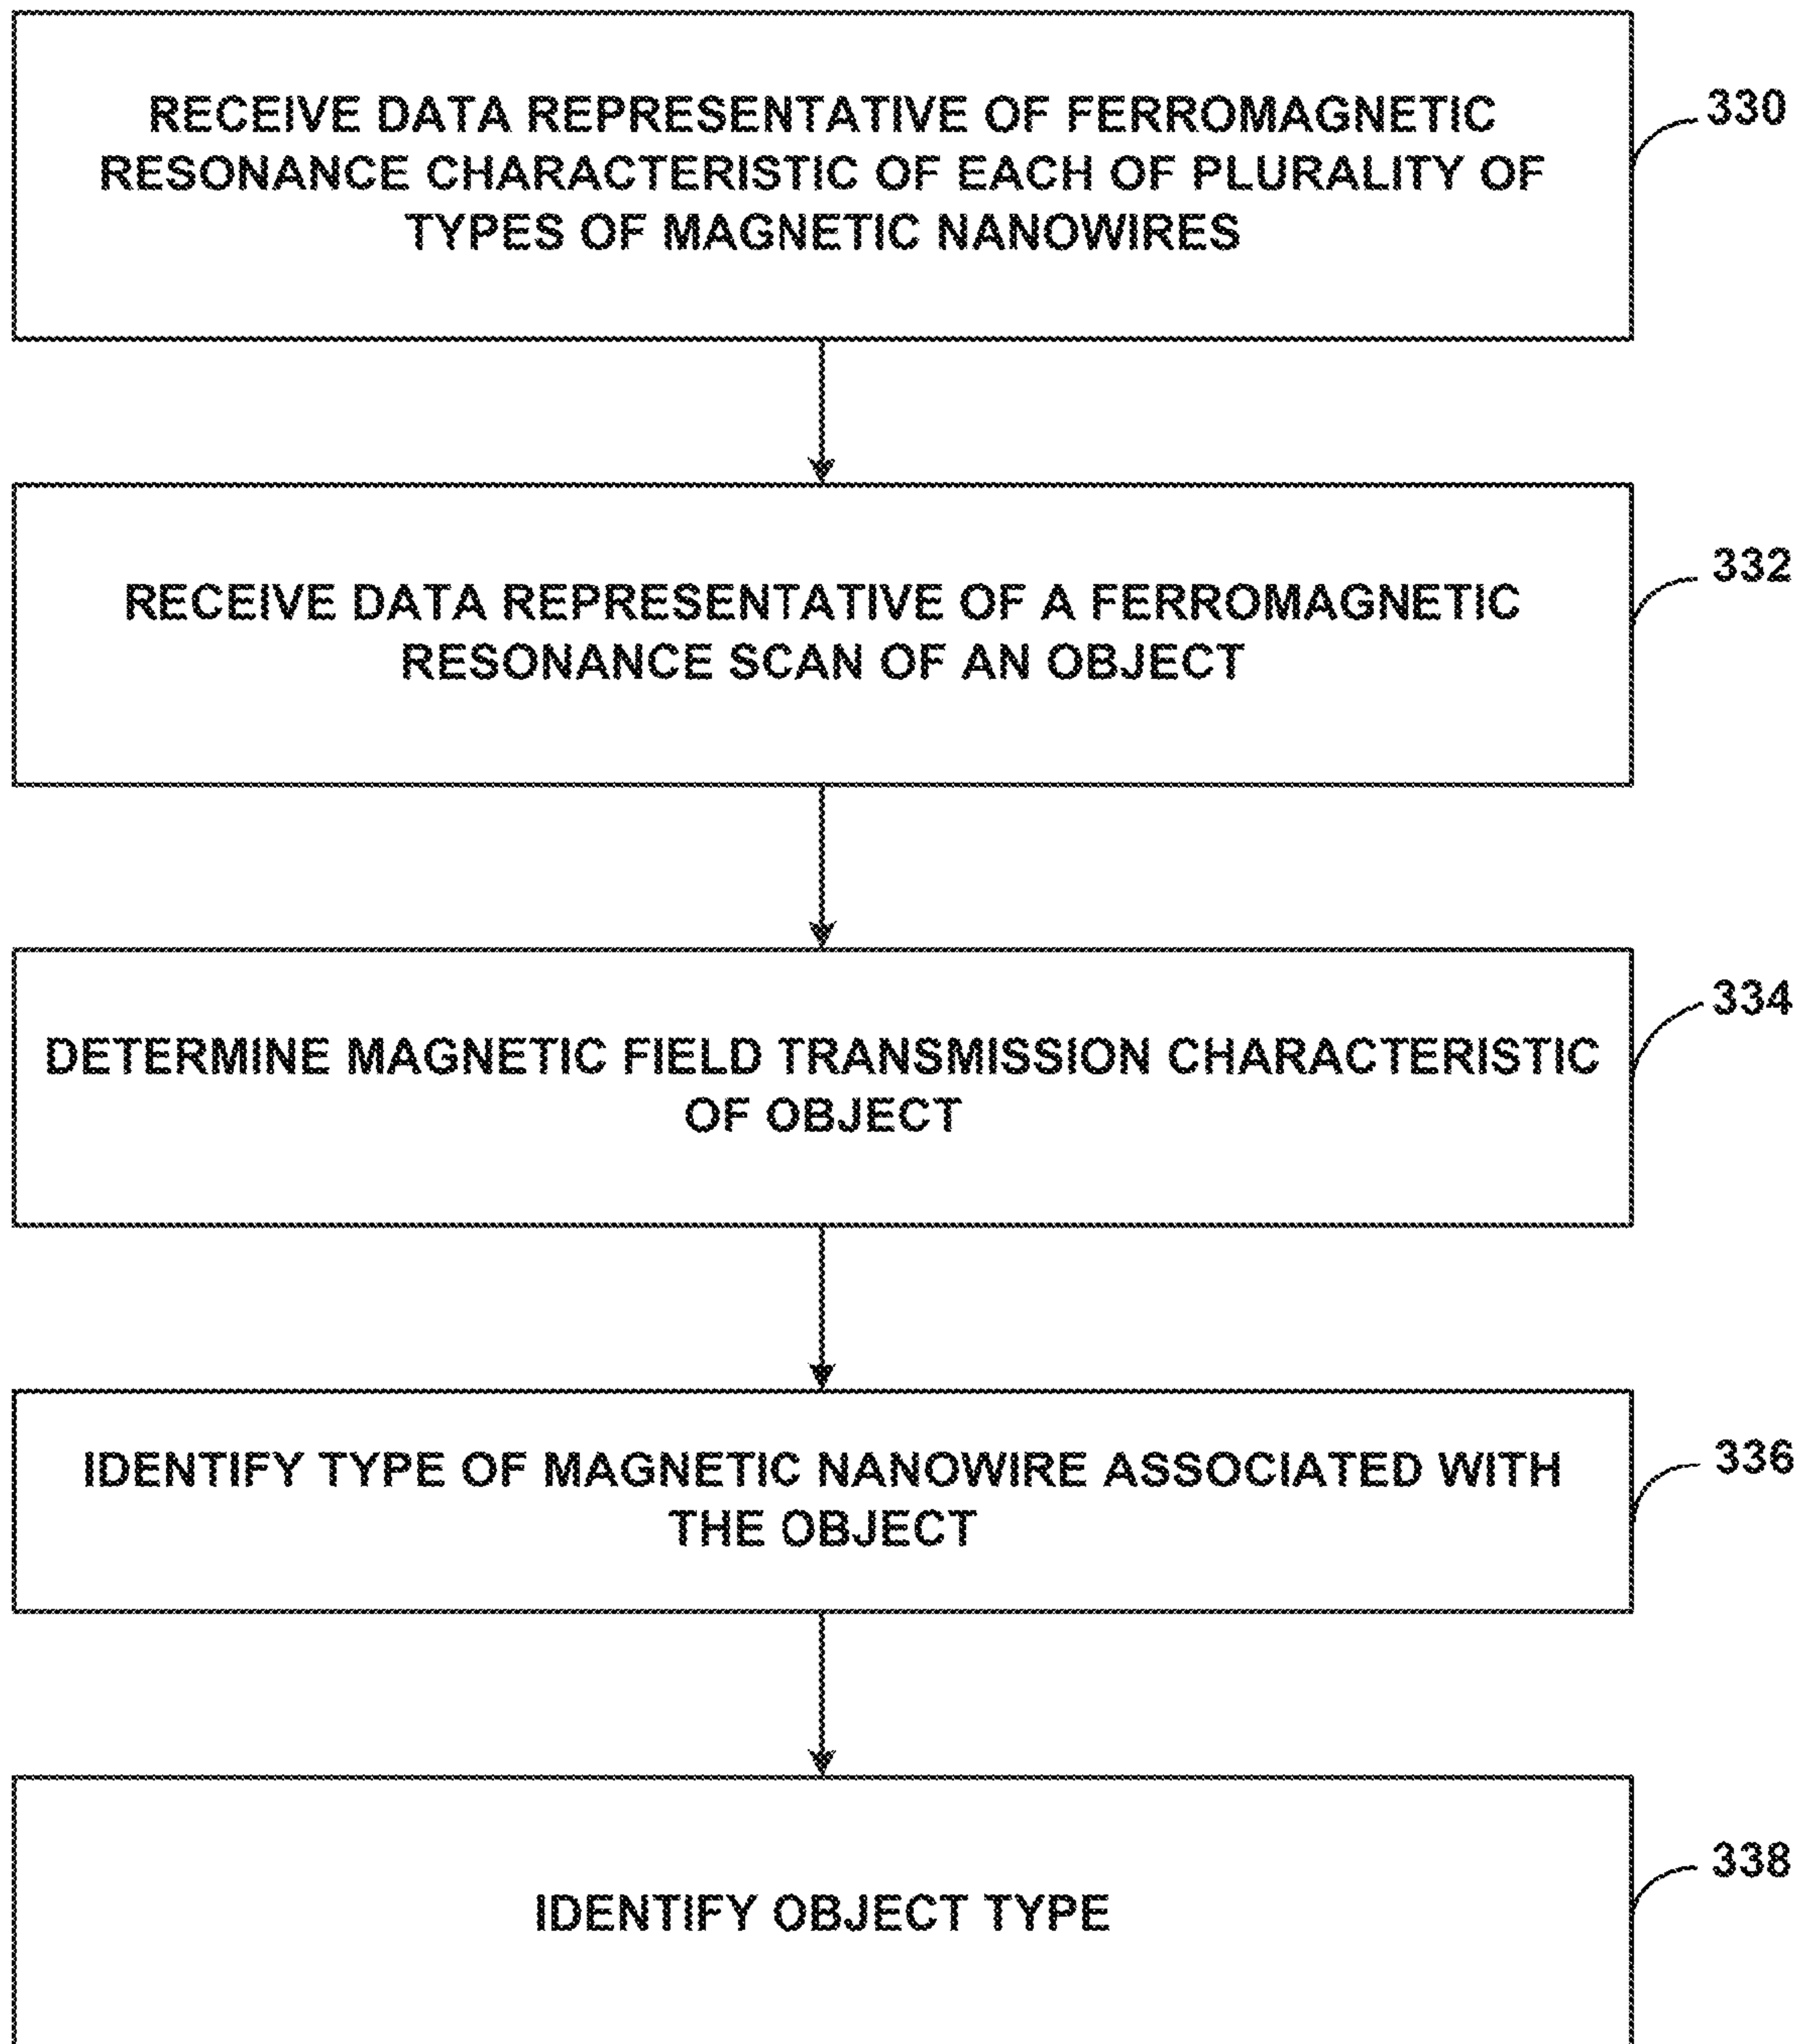 RECEIVE DATA REPRESENTATIVE OF FERROMAGNETIC
RESONANCE CHARACTERISTIC OF EACH OF PLURALITY OF
TYPES OF MAGNETIC NANOWIRES
330
RECEIVE DATA REPRESENTATIVE OF A FERROMAGNETIC
RESONANCE SCAN OF AN OBJECT
332
DETERMINE MAGNETIC FIELD TRANSMISSION CHARACTERISTIC
OF OBJECT
334
IDENTIFY TYPE OF MAGNETIC NANOWIRE ASSOCIATED WITH
THE OBJECT
336
IDENTIFY OBJECT TYPE
338